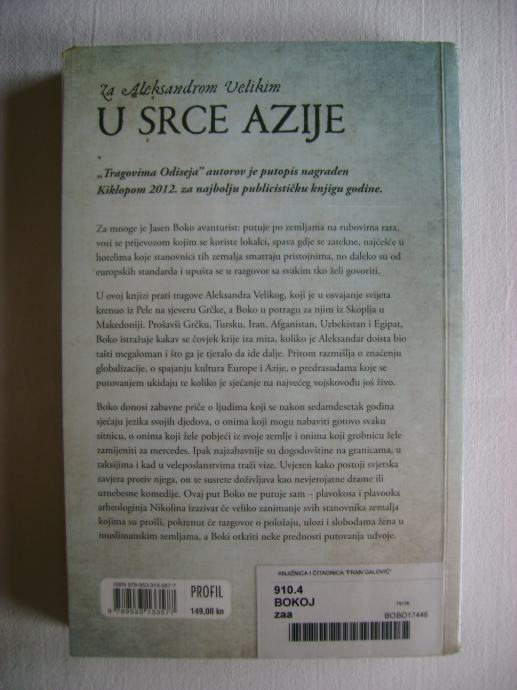 Za Aleksandrom Velikim
U SRCE AZIJE
„Tragovima Odiseja” autorov je putopis nagrađen
Kiklopom 2012. za najbolju publicističku knjigu godine.
Za mnoge je Jasen Boko avanturist: putuje po zemljama na rubovima rata,
vozi se prijevozom kojim se koriste lokalci, spava gdje se zatekne, najčešće u
hotelima koje stanovnici tih zemalja smatraju pristojnima, no daleko su od
europskih standarda i upušta se u razgovor sa svakim tko želi govoriti.
U ovoj knjizi prati tragove Aleksandra Velikog, koji je u osvajanje svijeta
krenuo iz Pele na sjeveru Grčke, a Boko u potragu za njim iz Skoplja u
Makedoniji. Prošavši Grčku, Tursku, Iran, Afganistan, Uzbekistan i Egipat,
Boko istražuje kakav se čovjek krije iza mita, koliko je Aleksandar doista bio
tašti megaloman i što ga je tjeralo da ide dalje. Pritom razmišlja o značenju
globalizacije, o spajanju kultura Europe i Azije, o predrasudama koje se
putovanjem ukidaju te koliko je sjećanje na najvećeg vojskovođu još živo.
Boko donosi zabavne priče o ljudima koji se nakon sedamdesetak godina
sjećaju jezika svojih djedova, o onima koji mogu nabaviti gotovo svaku
sitnicu, o onima koji žele pobjeći iz svoje zemlje i onima koji grobnicu žele
zamijeniti za mercedes. Ipak najzabavnije su dogodovštine na granicama, u
taksijima i kad u veleposlanstvima traži vize. Uvjeren kako postoji svjetska
zavjera protiv njega, on te susrete doživljava kao nevjerojatne drame ili
urnebesne komedije. Ovaj put Boko ne putuje sam – plavokosa i plavooka
arheologinja Nikolina izazivat će veliko zanimanje svih stanovnika zemalja
kojima su prošli, pokrenut će razgovor o položaju, ulozi i slobodama žena u
muslimanskim zemljama, a Boki otkriti neke prednosti putovanja udvoje.
ISBN 978-953-313-357-7
9 789533 133577
PROFIL
149,00 kn
KNJIŽNICA I ČITAONICA "FRAN GALOVIĆ"
910.4
BOKOJ
zaa
BOBO17446